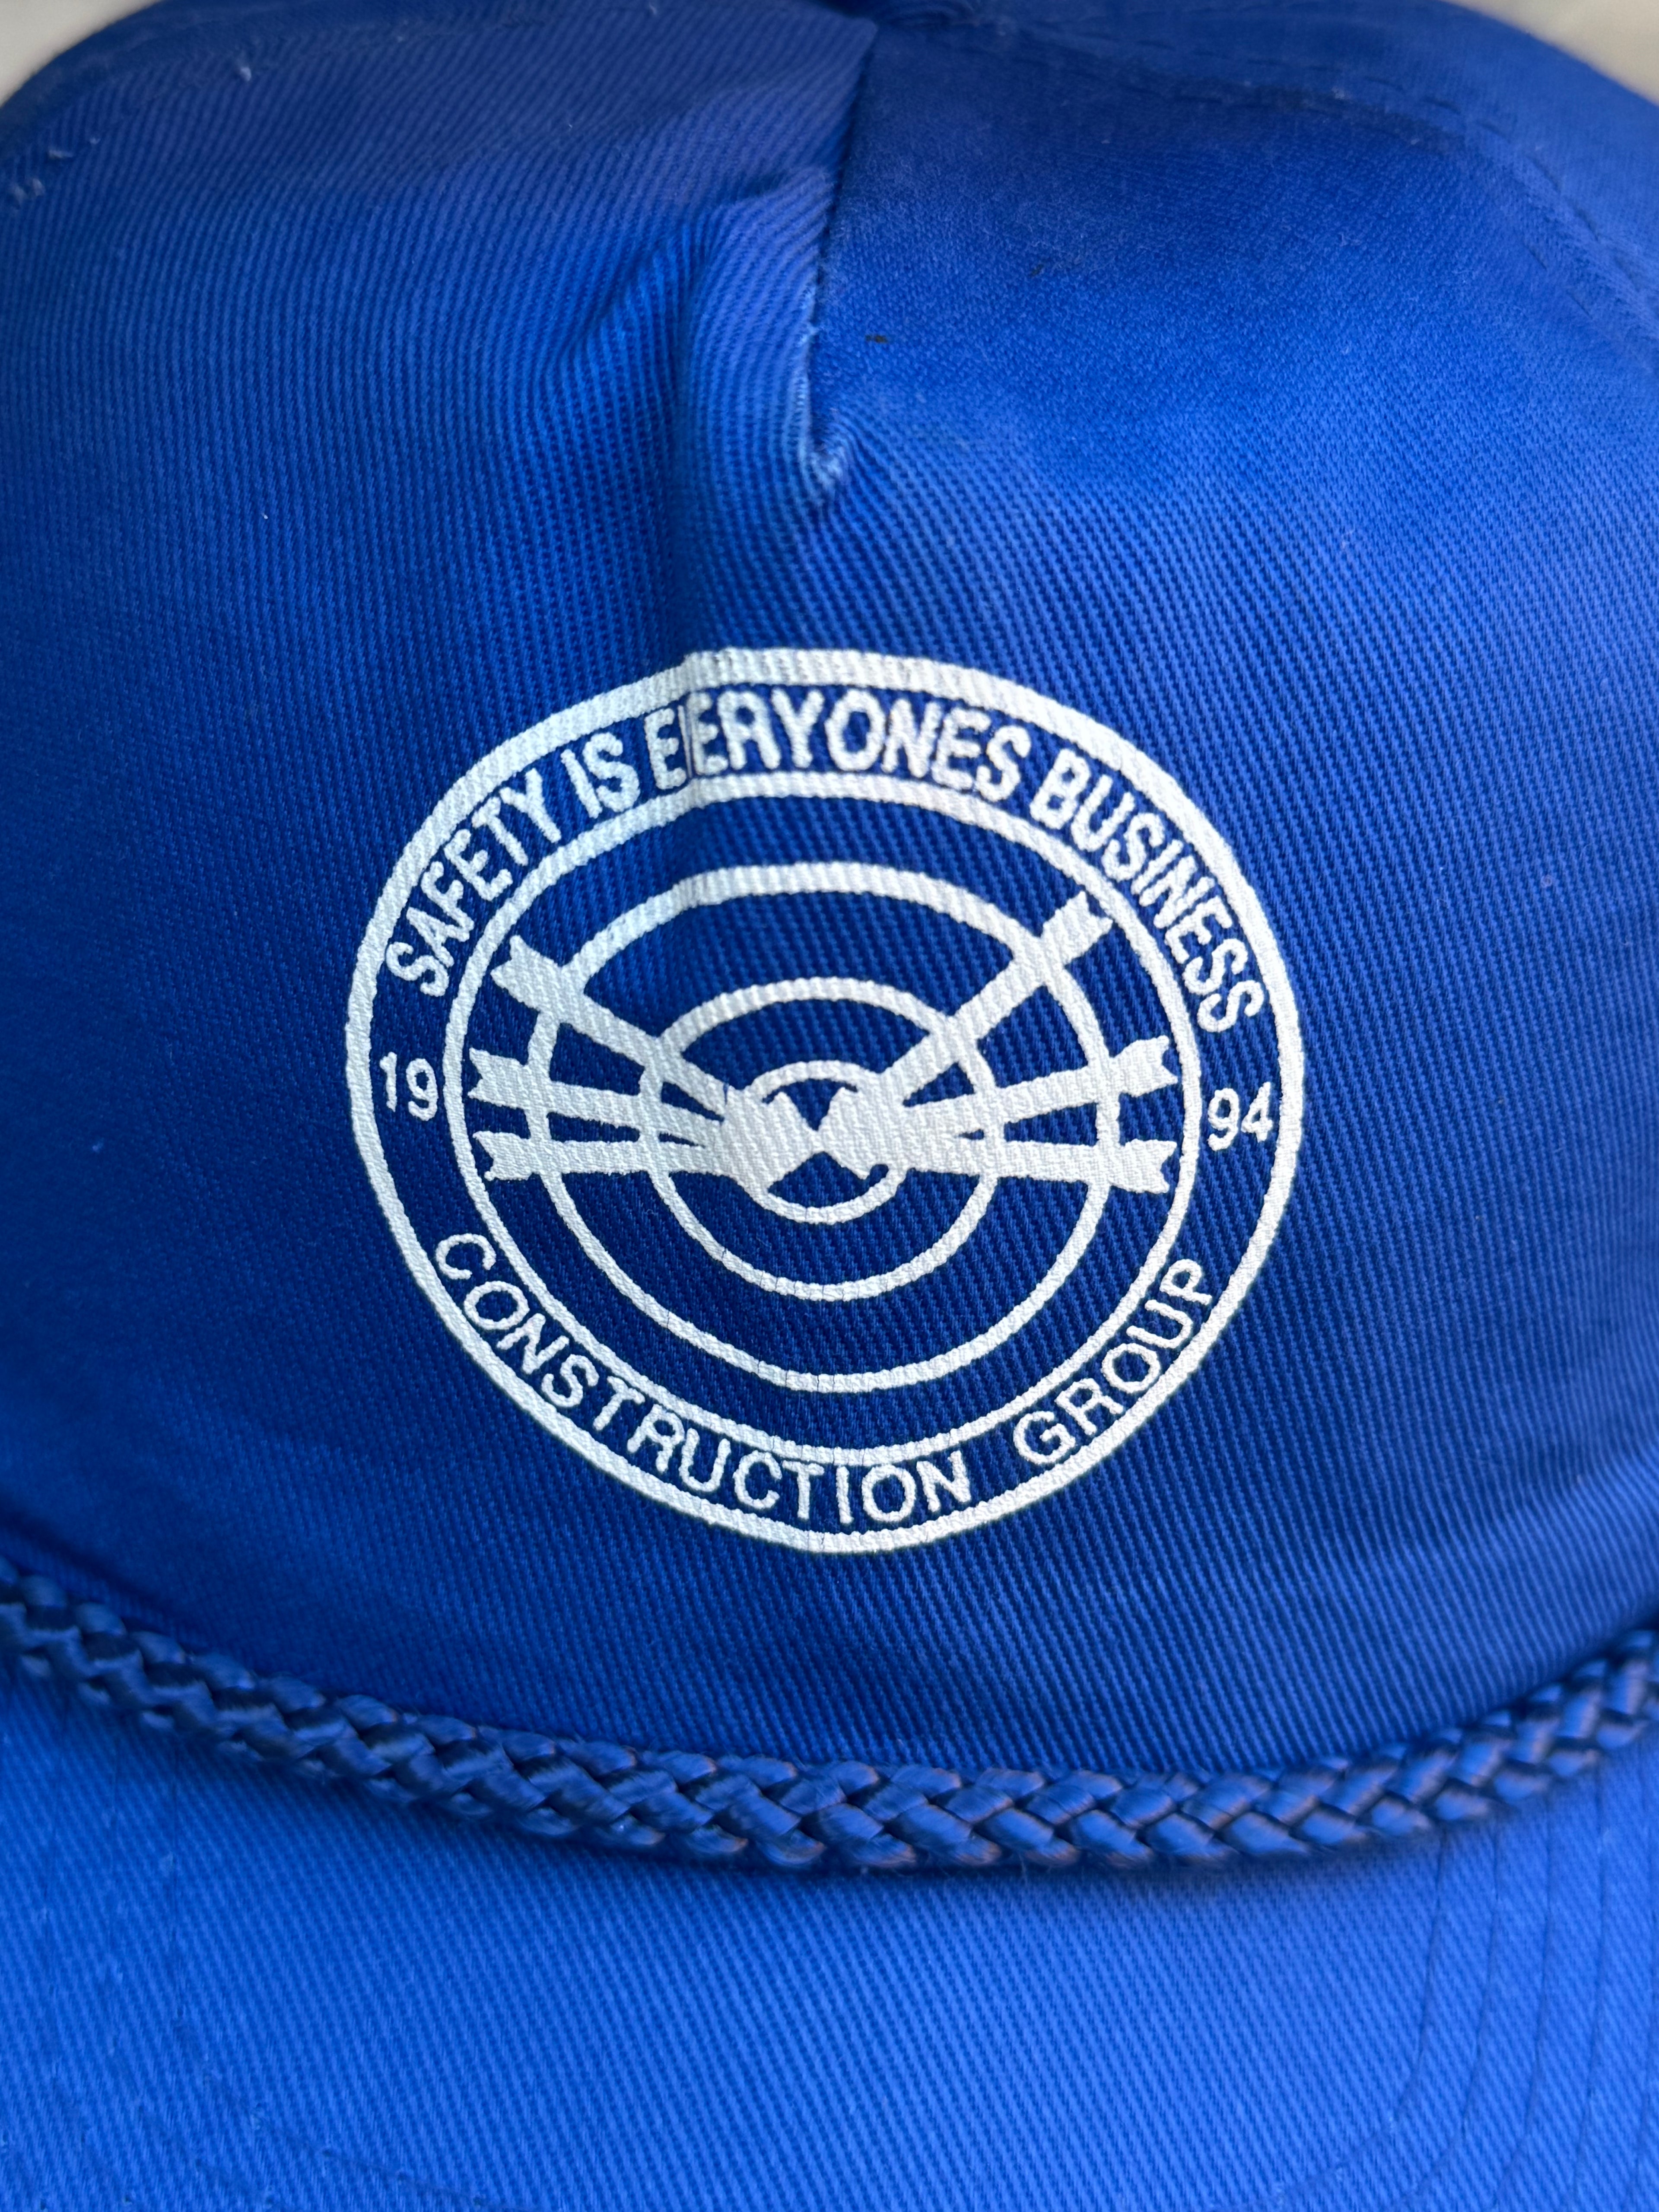 SAFETY IS EVERYONES BUSINESS
19 94
CONSTRUCTION GROUP